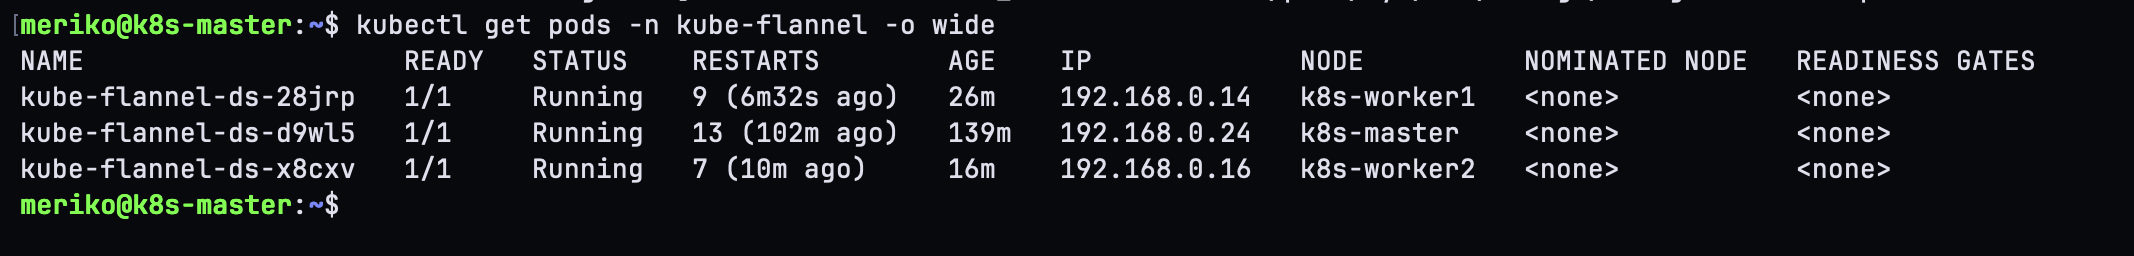 meriko@k8s-master:~$ kubectl get pods -n kube-flannel -o wide
NAME READY STATUS RESTARTS AGE IP NODE NOMINATED NODE READINESS GATES
kube-flannel-ds-28jrp 1/1 Running 9 (6m32s ago) 26m 192.168.0.14 k8s-worker1 <none> <none>
kube-flannel-ds-d9wl5 1/1 Running 13 (102m ago) 139m 192.168.0.24 k8s-master <none> <none>
kube-flannel-ds-x8cxv 1/1 Running 7 (10m ago) 16m 192.168.0.16 k8s-worker2 <none> <none>
meriko@k8s-master:~$